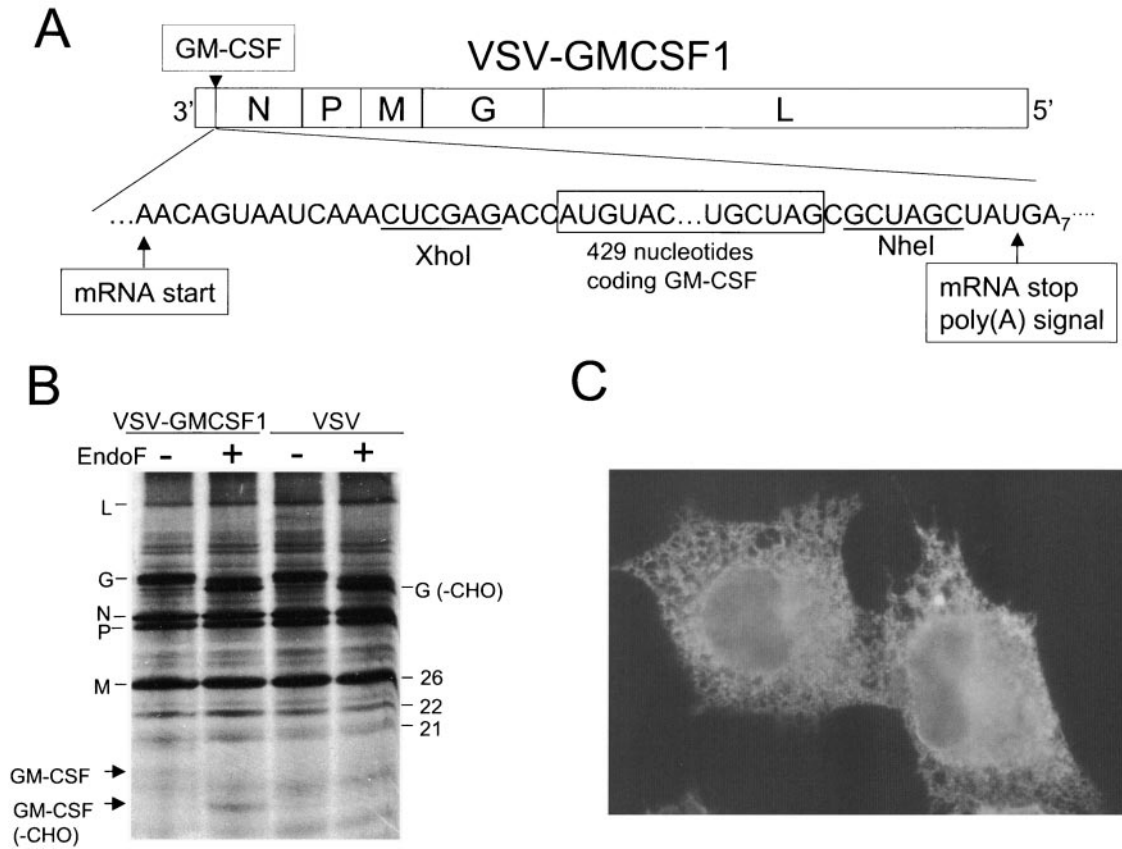 A
GM-CSF
VSV-GMCSF1
3' N P M G L 5'
...AACAGUAAUCAAACUCGAGACCAUGUAC...UGCUAGCGCUAGCUAUGA7....
XhoI
429 nucleotides
coding GM-CSF
NheI
mRNA start
mRNA stop
poly(A) signal
B
VSV-GMCSF1 VSV
EndoF - + - +
L
G
G (-CHO)
N
P
M
26
22
21
GM-CSF
GM-CSF
(-CHO)
C